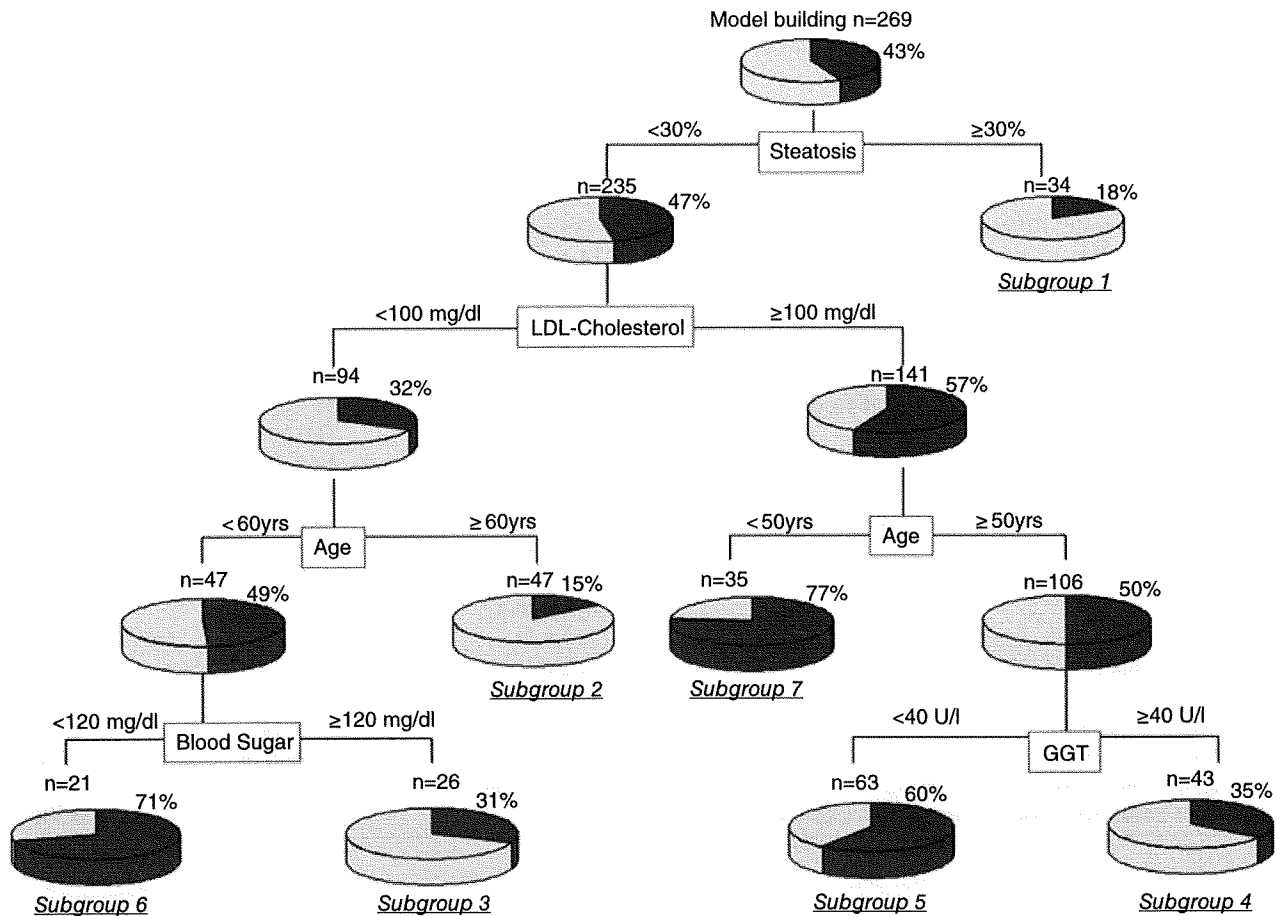 Model building n=269
43%
<30%
≥30%
Steatosis
n=235
47%
n=34
18%
Subgroup 1
<100 mg/dl
LDL-Cholesterol
≥100 mg/dl
n=94
32%
n=141
57%
<60yrs
Age
≥60yrs
<50yrs
Age
≥50yrs
n=47
49%
n=47
15%
n=35
77%
n=106
50%
Subgroup 2
Subgroup 7
<120 mg/dl
Blood Sugar
≥120 mg/dl
<40 U/l
GGT
≥40 U/l
n=21
71%
n=26
31%
n=63
60%
n=43
35%
Subgroup 6
Subgroup 3
Subgroup 5
Subgroup 4